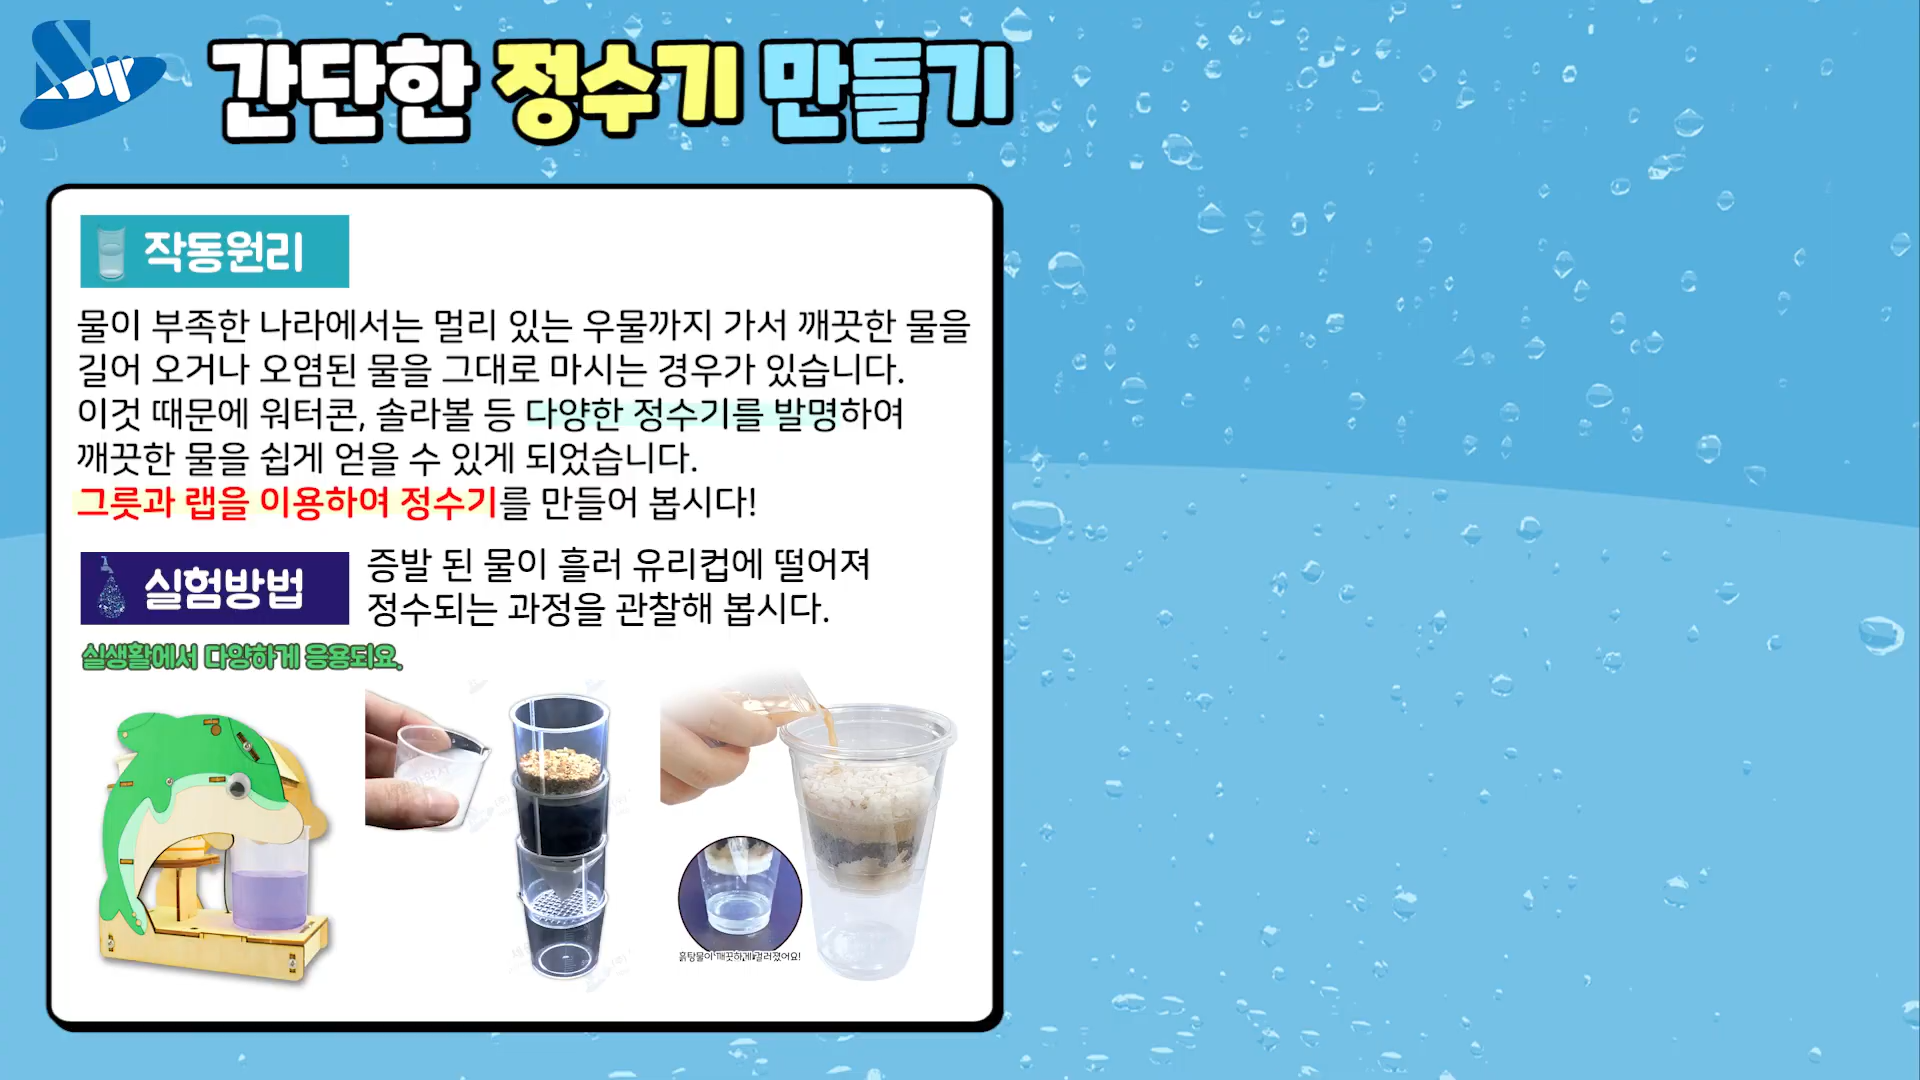 간단한 정수기 만들기
작동원리
물이 부족한 나라에서는 멀리 있는 우물까지 가서 깨끗한 물을
길어 오거나 오염된 물을 그대로 마시는 경우가 있습니다.
이것 때문에 워터콘, 솔라볼 등 다양한 정수기를 발명하여
깨끗한 물을 쉽게 얻을 수 있게 되었습니다.
그릇과 랩을 이용하여 정수기를 만들어 봅시다!
실험방법
증발 된 물이 흘러 유리컵에 떨어져
정수되는 과정을 관찰해 봅시다.
실생활에서 다양하게 응용되요.
흙탕물이 깨끗하게 걸러졌어요!